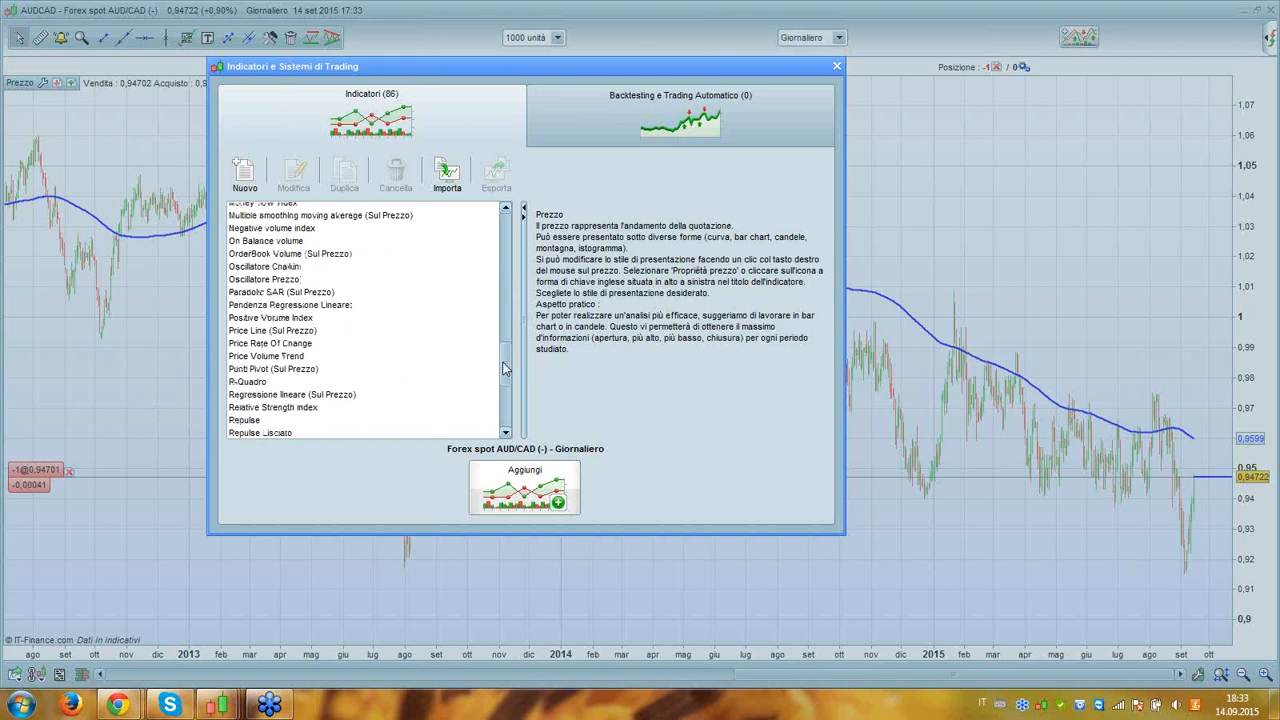 AUDCAD - Forex spot AUD/CAD (-) 0,94722 (+0,90%) Giornaliero 14 set 2015 17:33
1000 unità
Giornaliero
Prezzo
Vendita : 0,94702 Acquisto : 0,9
Posizione : -1 / 0
Indicatori e Sistemi di Trading
Indicatori (86)
Backtesting e Trading Automatico (0)
Nuovo
Modifica
Duplica
Cancella
Importa
Esporta
Money flow index
Multiple smoothing moving average (Sul Prezzo)
Negative volume index
On Balance volume
OrderBook Volume (Sul Prezzo)
Oscillatore Chaikin
Oscillatore Prezzo
Parabolic SAR (Sul Prezzo)
Pendenza Regressione Lineare
Positive Volume Index
Price Line (Sul Prezzo)
Price Rate Of Change
Price Volume Trend
Punti Pivot (Sul Prezzo)
R-Quadro
Regressione lineare (Sul Prezzo)
Relative Strength Index
Repulse
Repulse Lisciato
Prezzo
Il prezzo rappresenta l'andamento della quotazione.
Può essere presentato sotto diverse forme (curva, bar chart, candele,
montagna, istogramma).
Si può modificare lo stile di presentazione facendo un clic col tasto destro
del mouse sul prezzo. Selezionare 'Propriétà prezzo' o cliccare sull'icona a
forma di chiave inglese situata in alto a sinistra nel titolo dell'indicatore.
Scegliete lo stile di presentazione desiderato.
Aspetto pratico :
Per poter realizzare un'analisi più efficace, suggeriamo di lavorare in bar
chart o in candele. Questo vi permetterà di ottenere il massimo
d'informazioni (apertura, più alto, più basso, chiusura) per ogni periodo
studiato.
Forex spot AUD/CAD (-) - Giornaliero
Aggiungi
1,07
1,06
1,05
1,04
1,03
1,02
1,01
1
0,99
0,98
0,97
0,9599
0,95
0,94722
0,94
0,93
0,92
0,91
0,9
-1@0,94701
-0,00041
© IT-Finance.com Dati in indicativi
ago set ott nov dic 2013 feb mar apr mag giu lug ago set ott nov dic 2014 feb mar apr mag giu lug ago set ott nov dic 2015 feb mar apr mag giu lug ago set ott
IT
18:33
14.09.2015